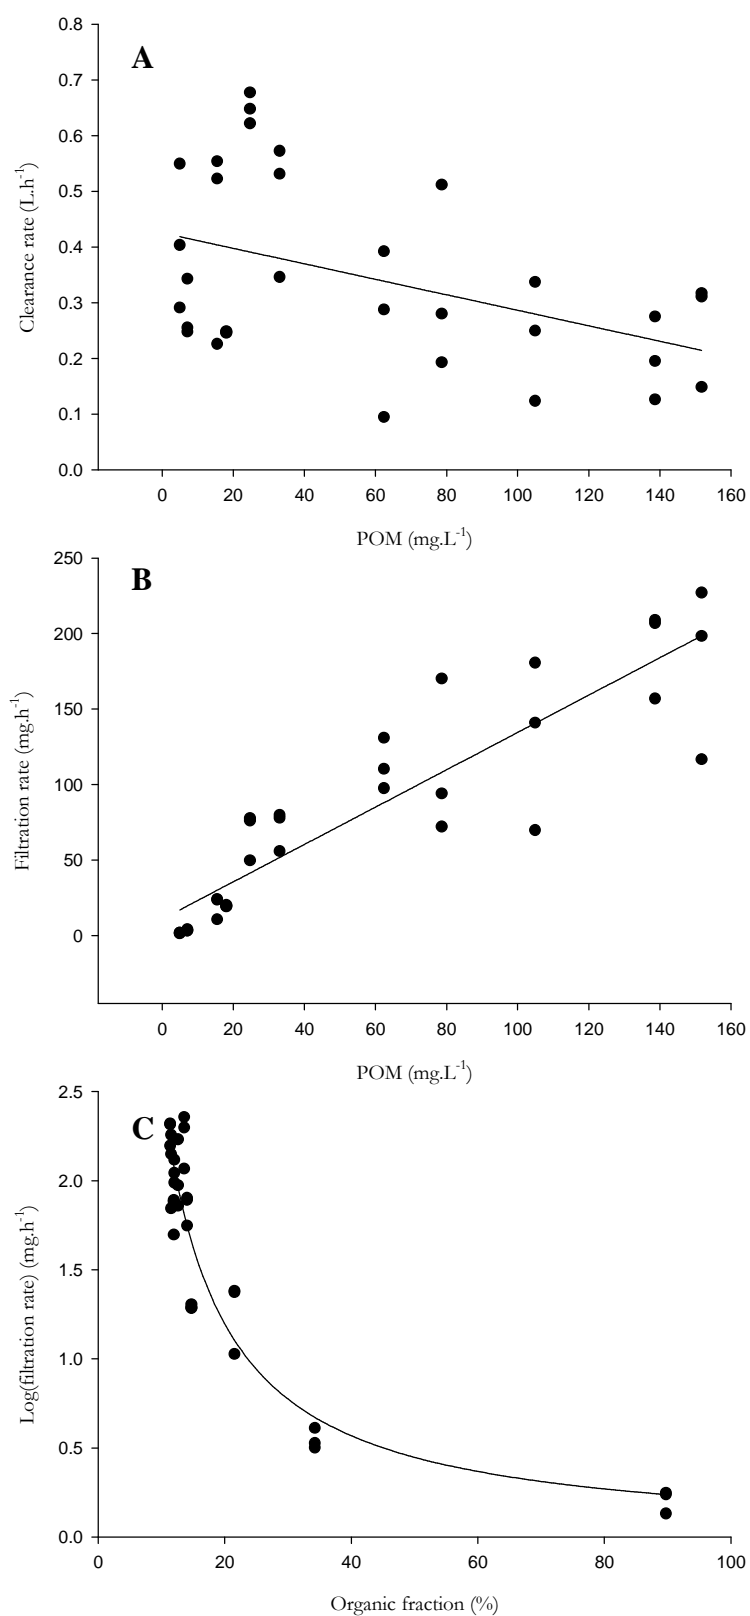 0.8
A
0.7
0.6
0.5
0.4
0.3
0.2
0.1
0.0
Clearance rate (L.h-1)
0 20 40 60 80 100 120 140 160
POM (mg.L-1)
250
B
200
150
100
50
0
Filtration rate (mg.h-1)
0 20 40 60 80 100 120 140 160
POM (mg.L-1)
2.5
C
2.0
1.5
1.0
0.5
0.0
Log(filtration rate) (mg.h-1)
0 20 40 60 80 100
Organic fraction (%)